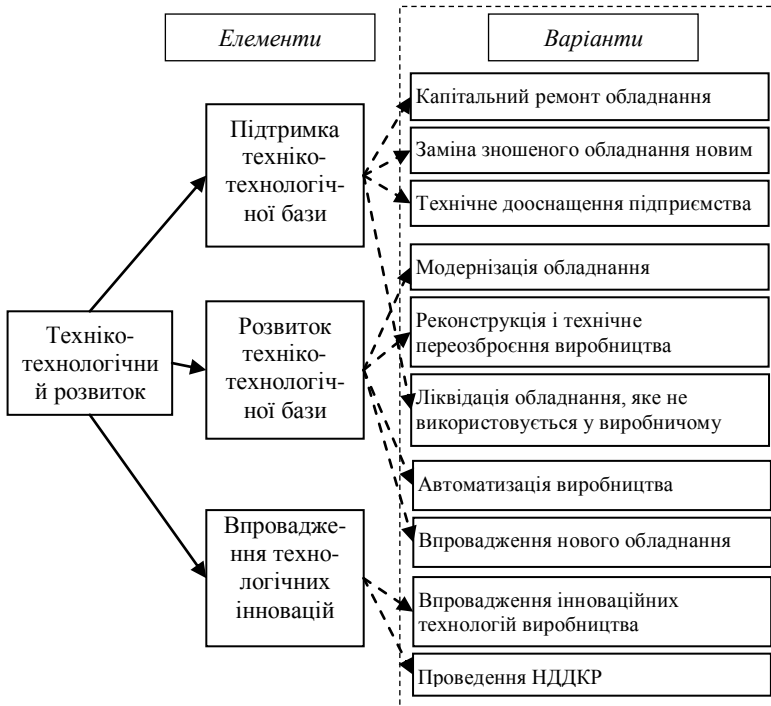 Елементи
Варіанти
Підтримка
техніко-
технологіч-
ної бази
Капітальний ремонт обладнання
Заміна зношеного обладнання новим
Технічне дооснащення підприємства
Техніко-
технологічни
й розвиток
Розвиток
техніко-
технологіч-
ної бази
Модернізація обладнання
Реконструкція і технічне
переозброєння виробництва
Ліквідація обладнання, яке не
використовується у виробничому
Автоматизація виробництва
Впровадження нового обладнання
Впровадже-
ння техно-
логічних
інновацій
Впровадження інноваційних
технологій виробництва
Проведення НДДКР